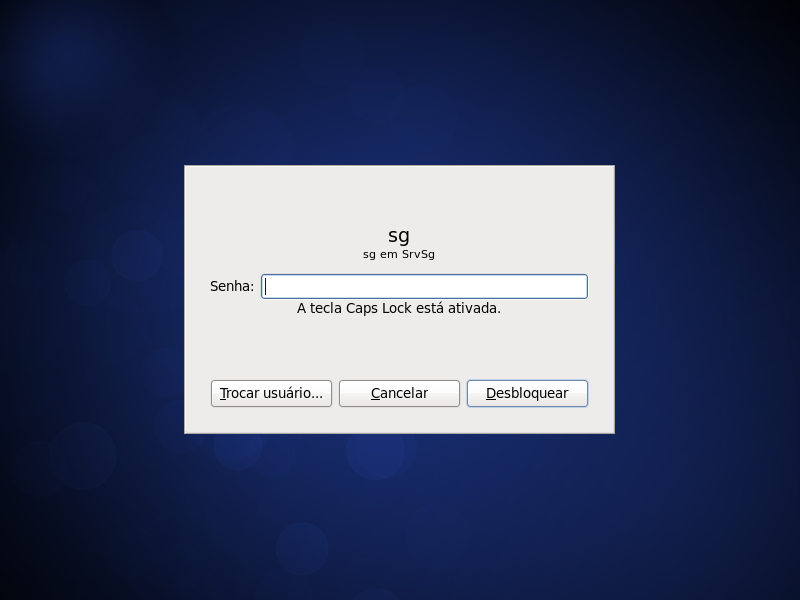 sg
sg em SrvSg
Senha:
A tecla Caps Lock está ativada.
Trocar usuário... Cancelar Desbloquear